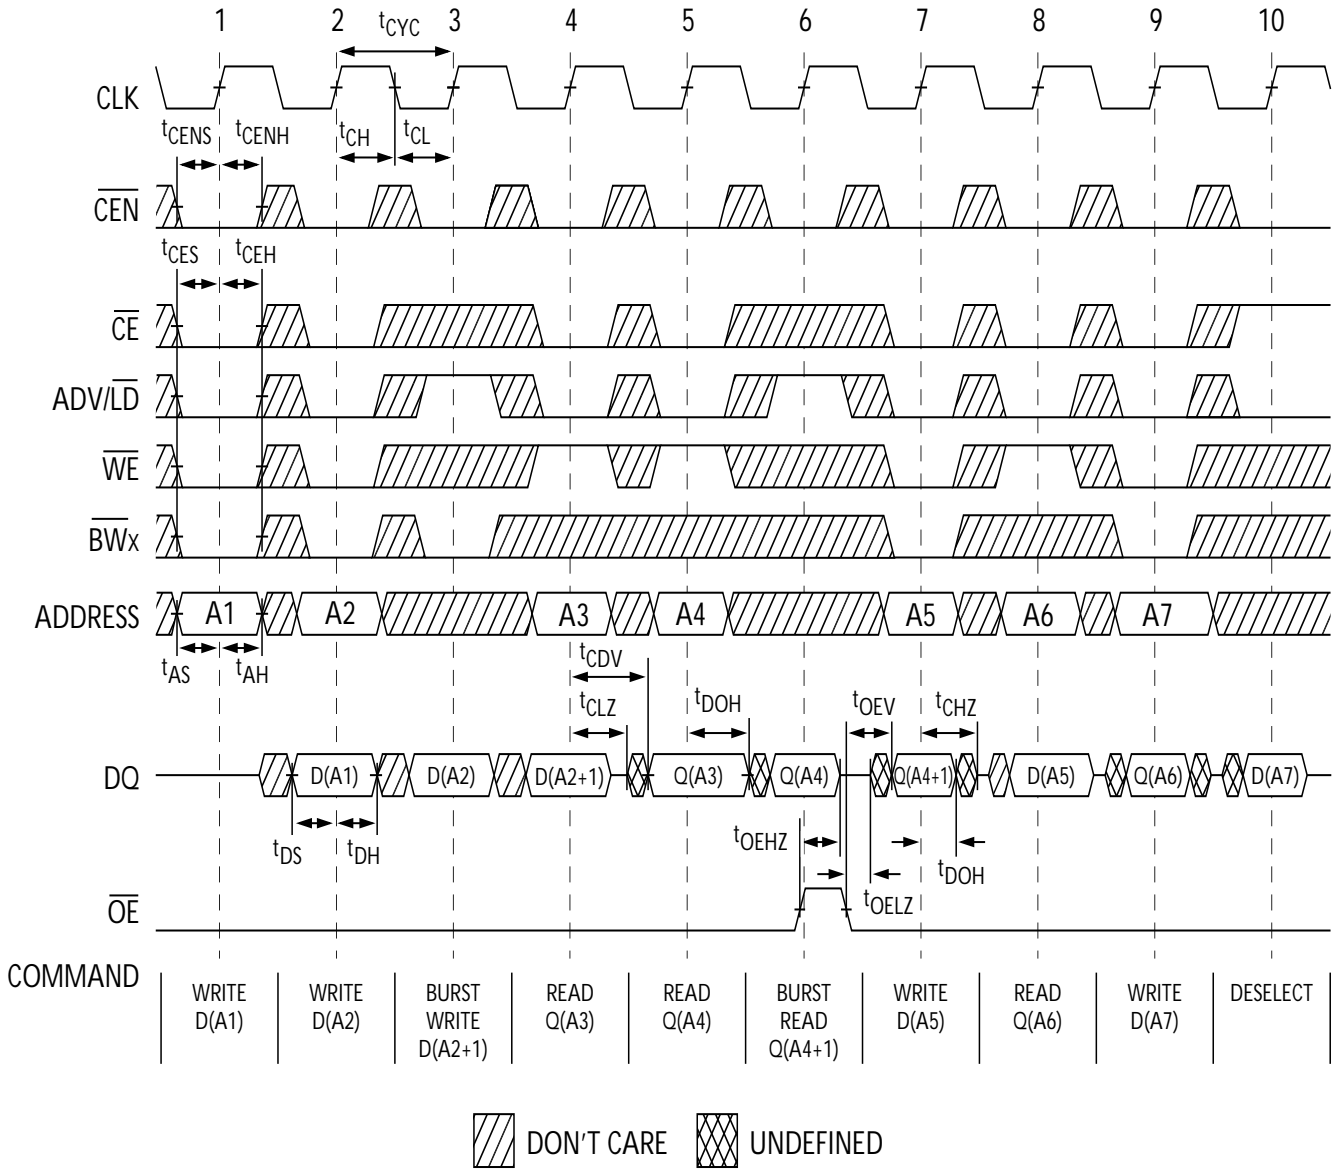 1 2 3 4 5 6 7 8 9 10
tCYC
CLK
tCENS tCENH tCH tCL
CEN
tCES tCEH
CE
ADV/LD
WE
BWx
ADDRESS A1 A2 A3 A4 A5 A6 A7
tAS tAH tCDV
tCLZ tDOH tOEV tCHZ
DQ D(A1) D(A2) D(A2+1) Q(A3) Q(A4) Q(A4+1) D(A5) Q(A6) D(A7)
tDS tDH tOEHZ tDOH
tOELZ
OE
COMMAND
WRITE WRITE BURST READ READ BURST WRITE READ WRITE DESELECT
D(A1) D(A2) WRITE Q(A3) Q(A4) READ D(A5) Q(A6) D(A7)
D(A2+1) Q(A4+1)
DON'T CARE UNDEFINED